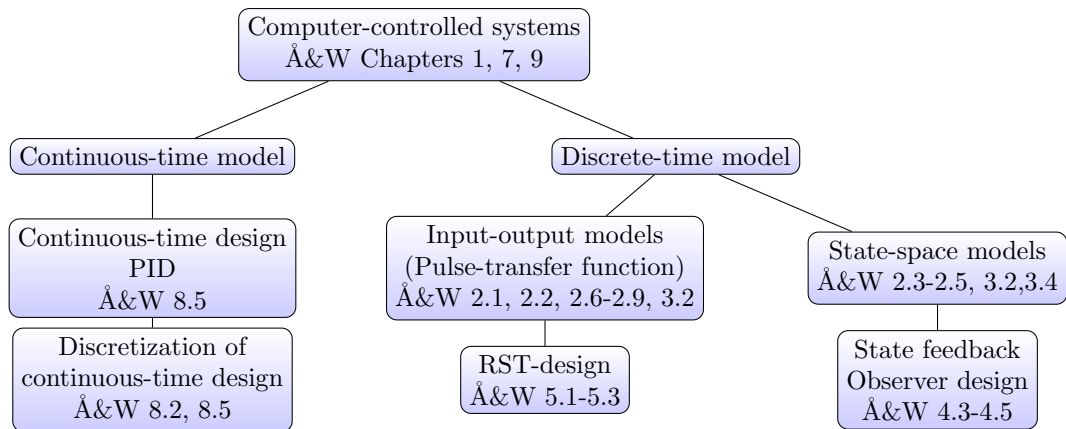 Computer-controlled systems
Å&W Chapters 1, 7, 9
Continuous-time model
Discrete-time model
Continuous-time design
PID
Å&W 8.5
Input-output models
(Pulse-transfer function)
Å&W 2.1, 2.2, 2.6-2.9, 3.2
State-space models
Å&W 2.3-2.5, 3.2,3.4
Discretization of
continuous-time design
Å&W 8.2, 8.5
RST-design
Å&W 5.1-5.3
State feedback
Observer design
Å&W 4.3-4.5